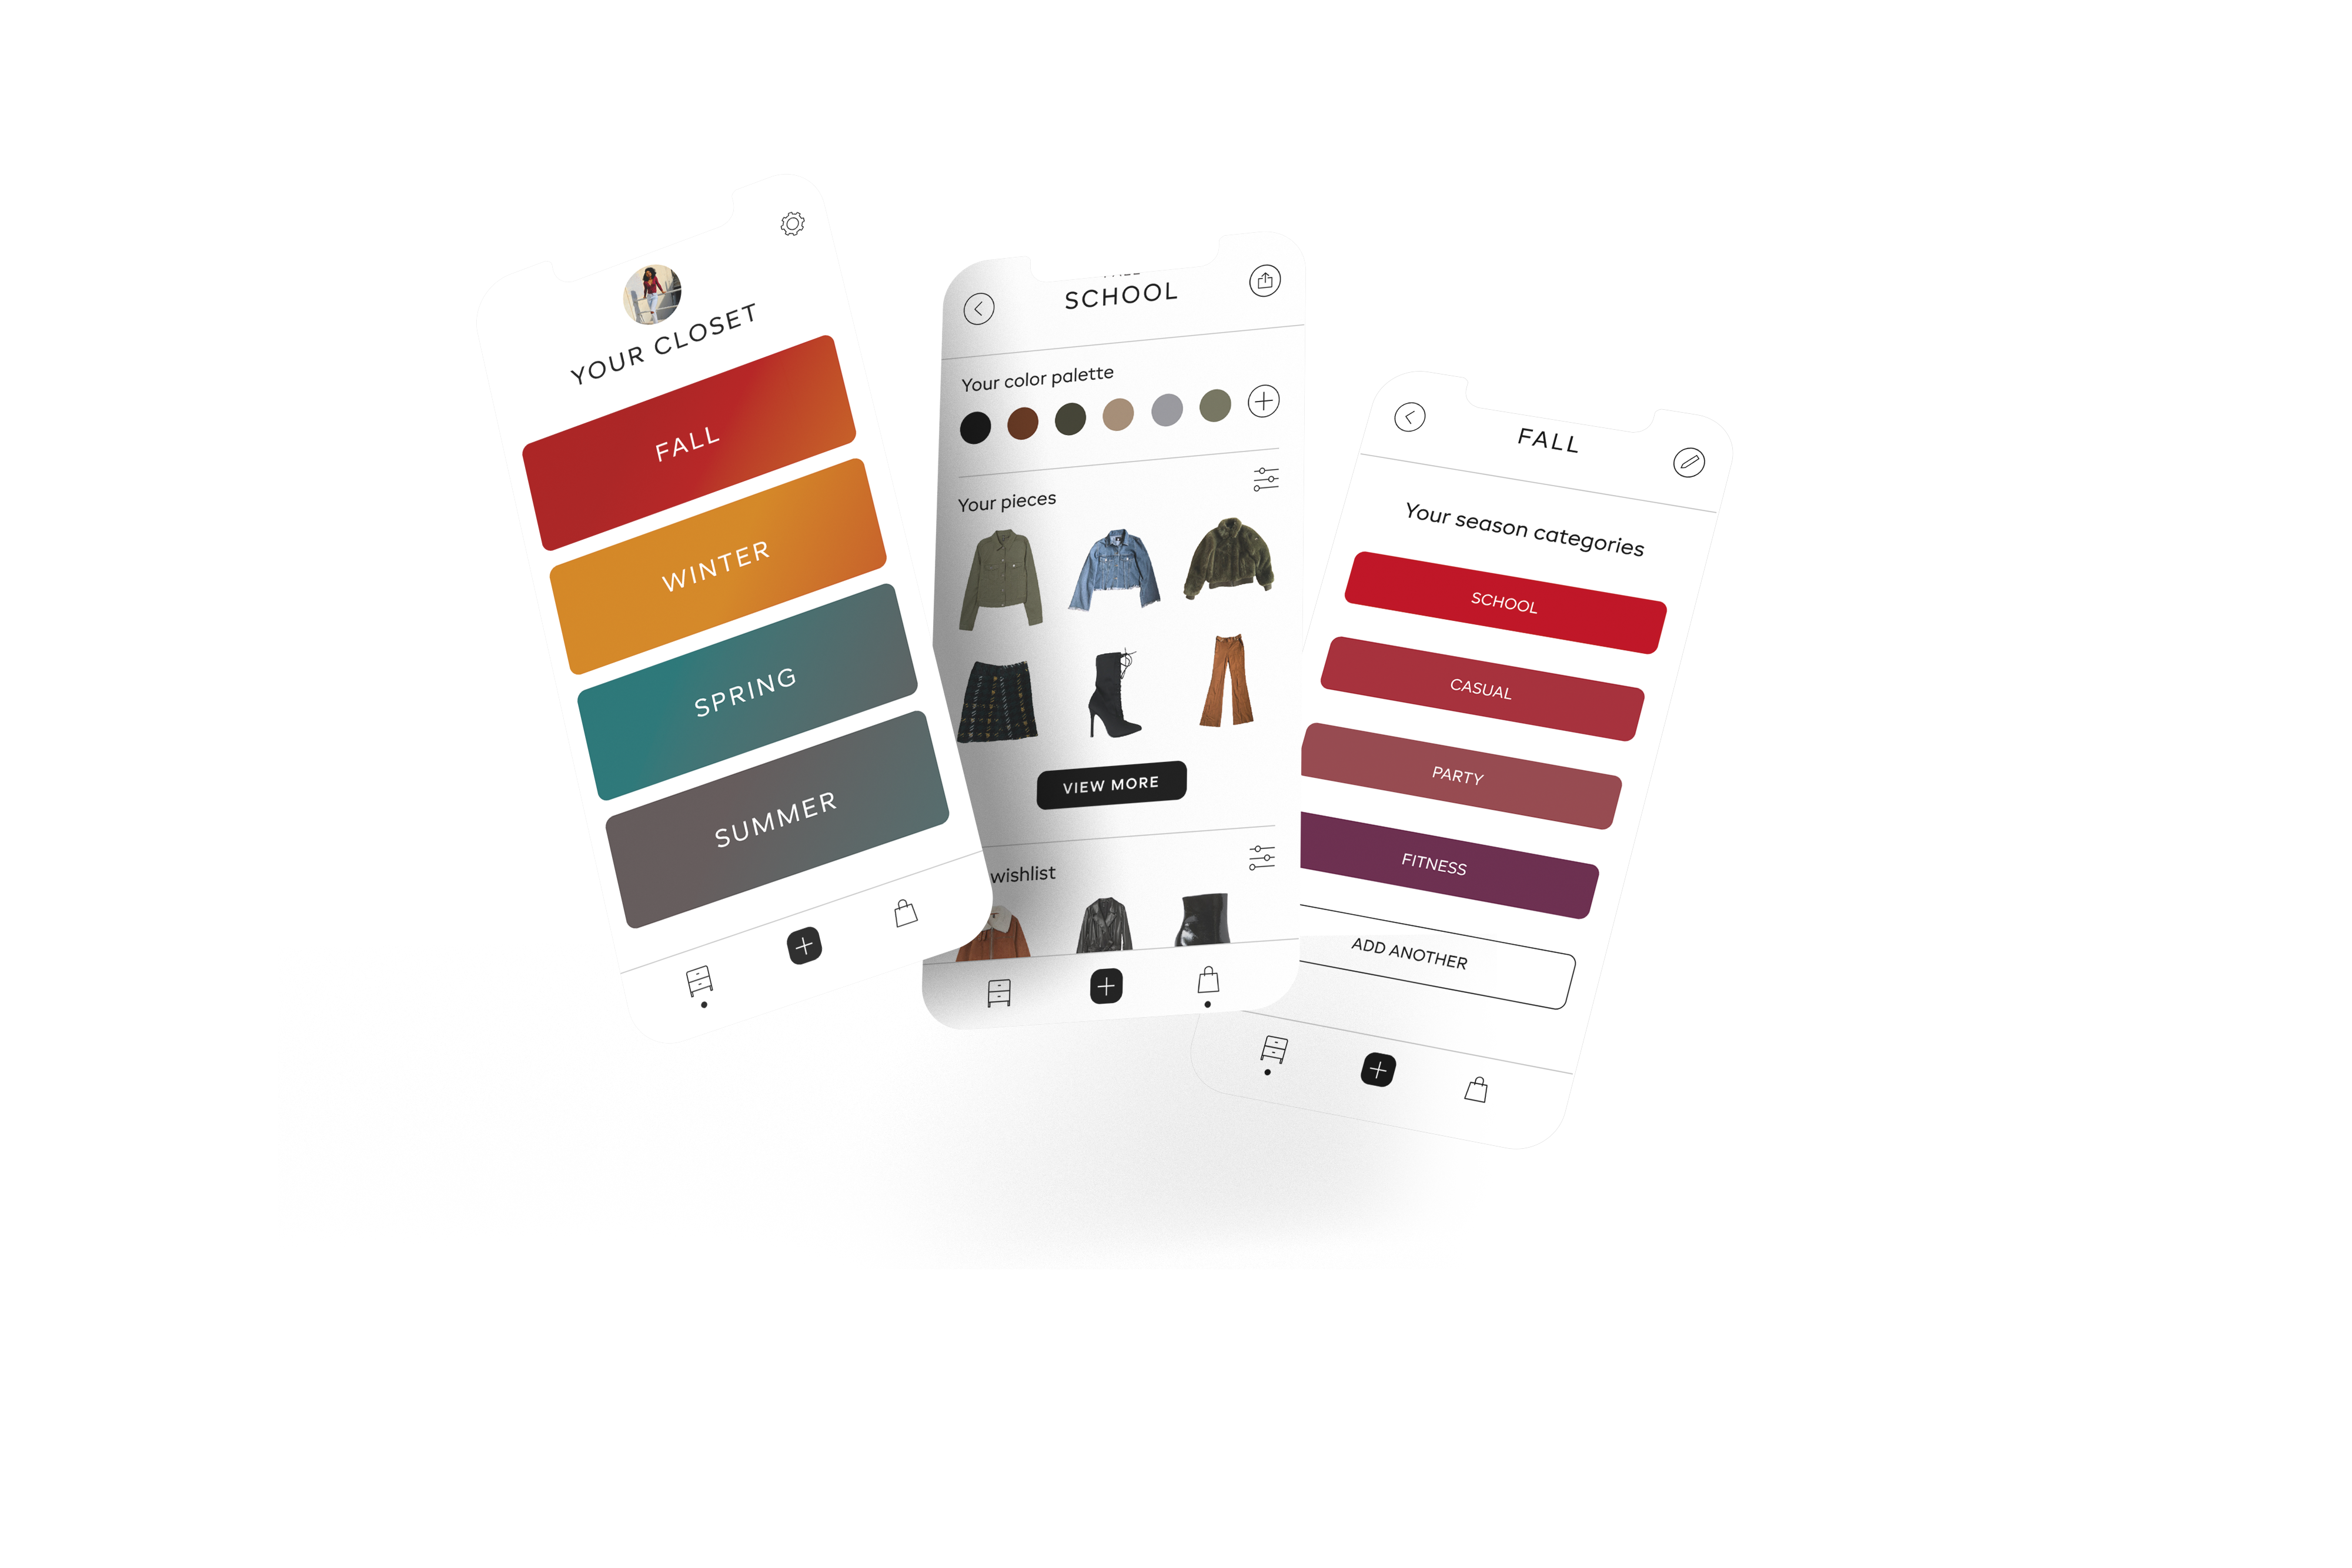 YOUR CLOSET
FALL
WINTER
SPRING
SUMMER
SCHOOL
Your color palette
Your pieces
VIEW MORE
wishlist
FALL
Your season categories
SCHOOL
CASUAL
PARTY
FITNESS
ADD ANOTHER